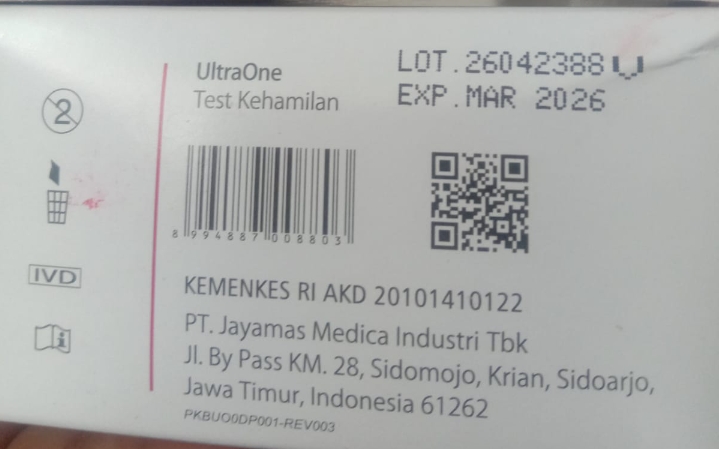 UltraOne
Test Kehamilan
LOT.26042388
EXP.MAR 2026
2
8 994887 008803
IVD
KEMENKES RI AKD 20101410122
PT. Jayamas Medica Industri Tbk
Jl. By Pass KM. 28, Sidomojo, Krian, Sidoarjo,
Jawa Timur, Indonesia 61262
PKBUO0DP001-REV003